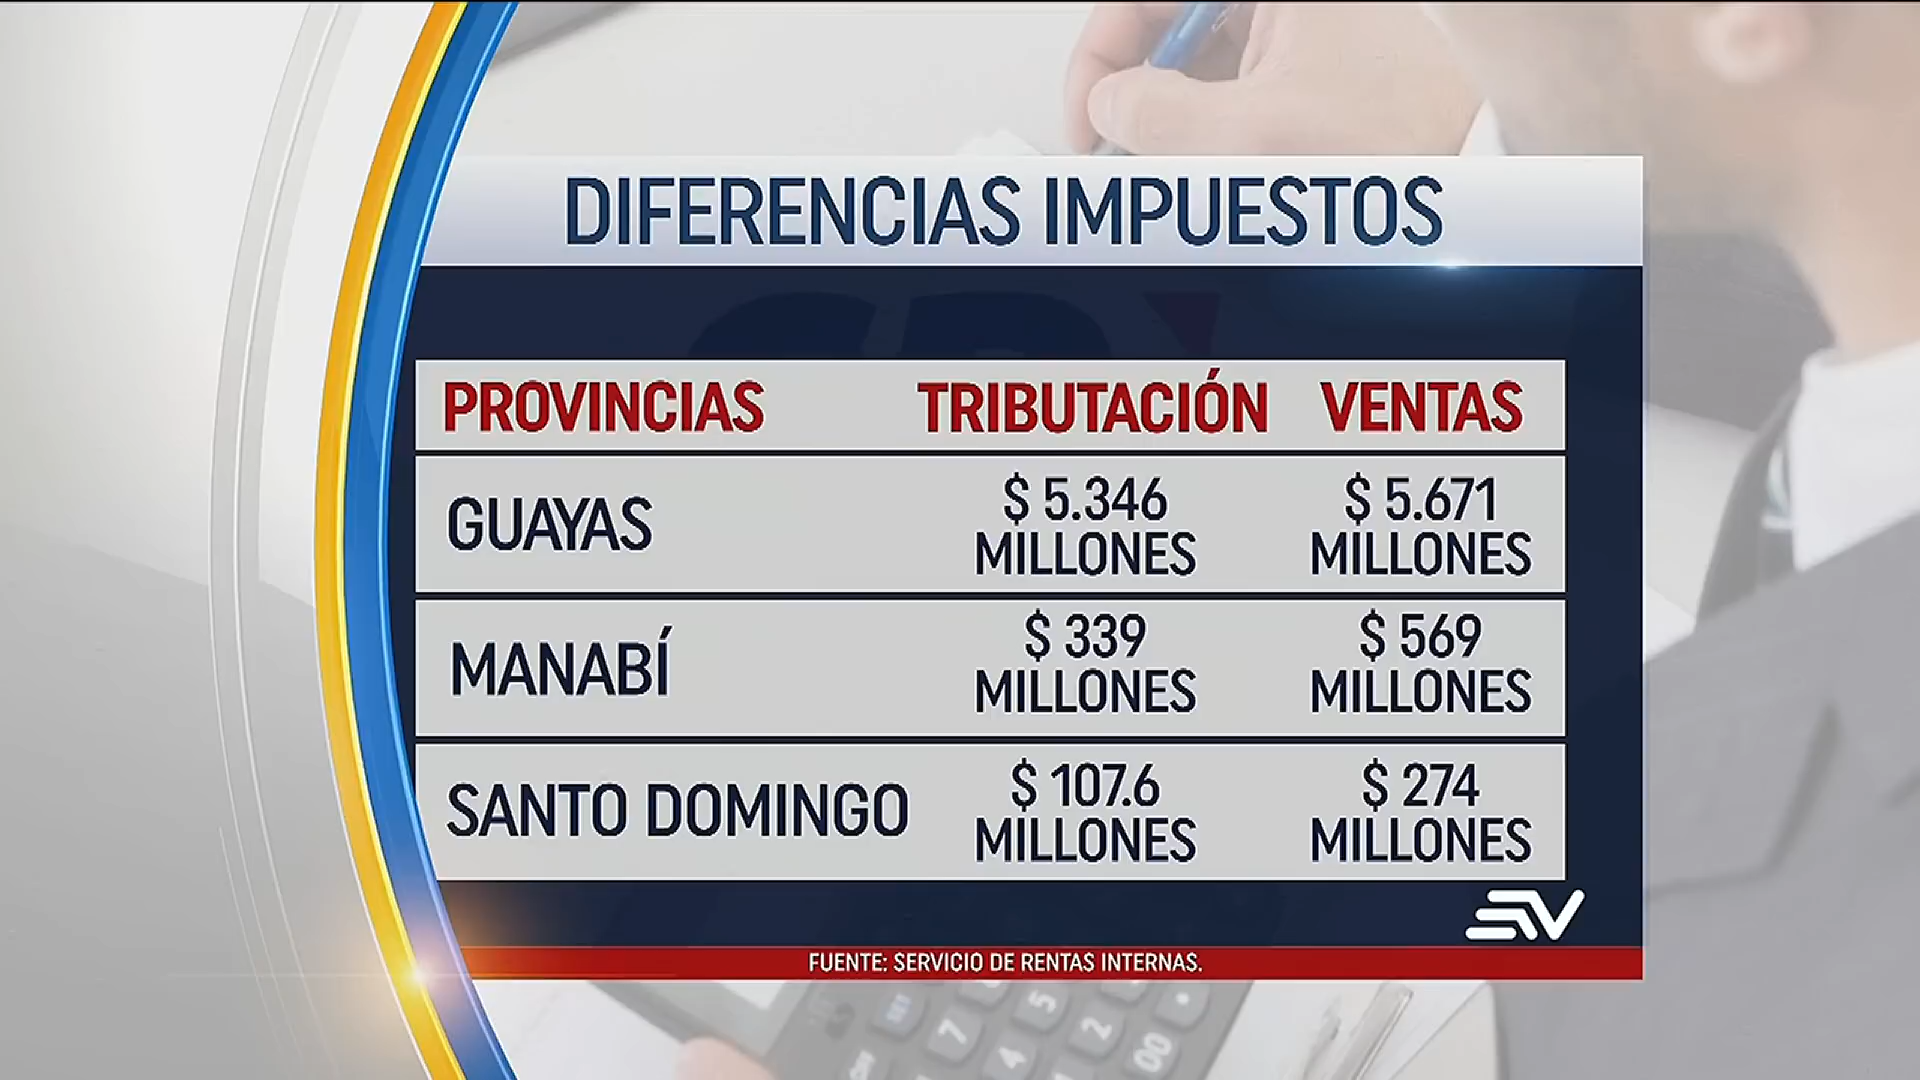 DIFERENCIAS IMPUESTOS
PROVINCIAS TRIBUTACIÓN VENTAS
GUAYAS
$ 5.346
MILLONES
$ 5.671
MILLONES
MANABÍ
$ 339
MILLONES
$ 569
MILLONES
SANTO DOMINGO
$ 107.6
MILLONES
$ 274
MILLONES
FUENTE: SERVICIO DE RENTAS INTERNAS.